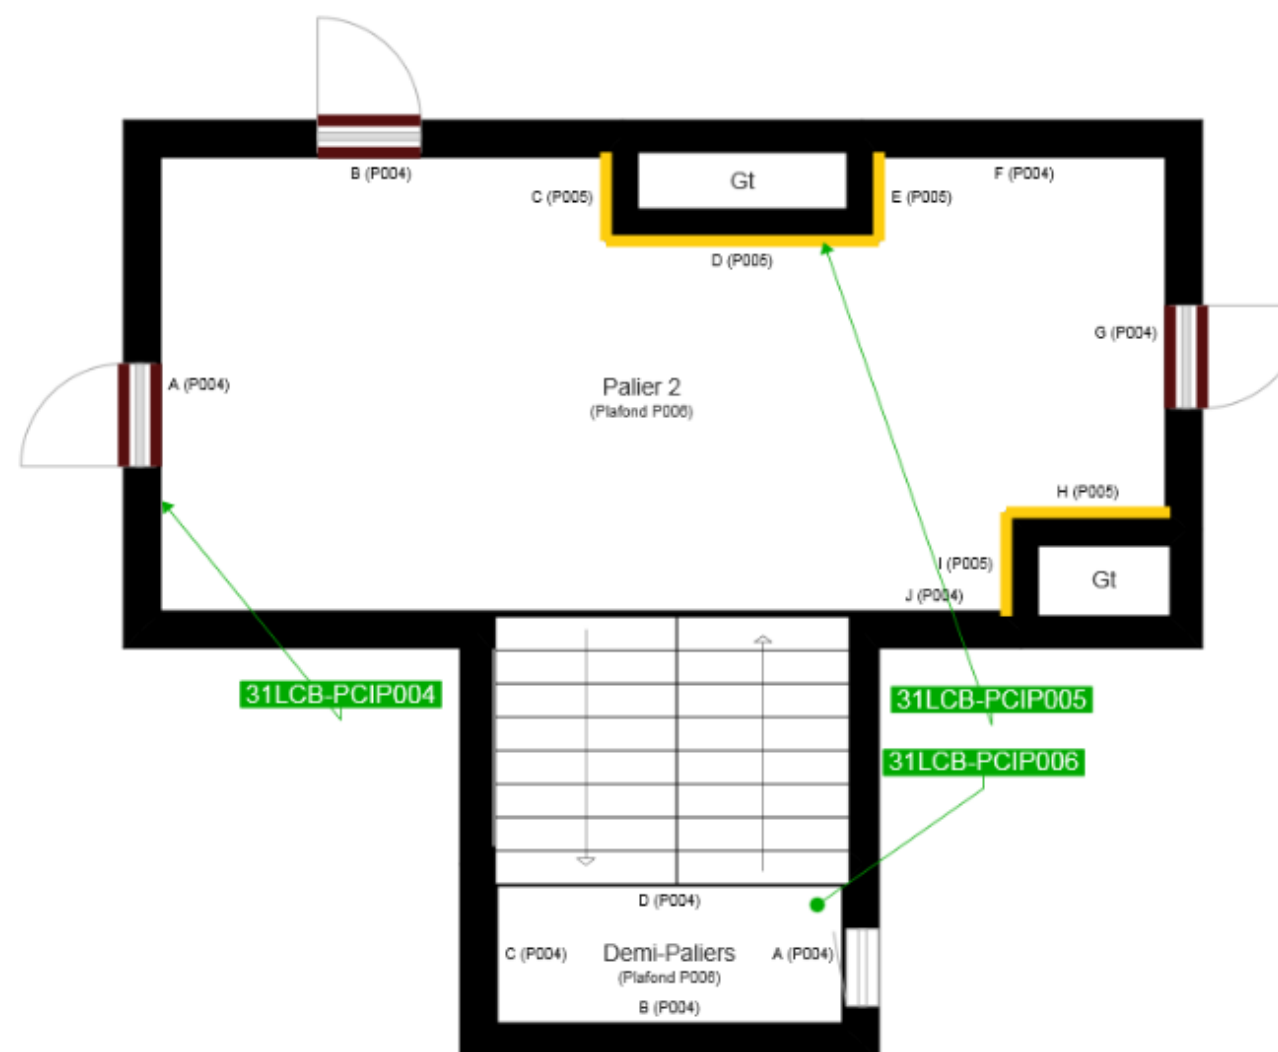 B (P004)
C (P005)
Gt
E (P005)
F (P004)
D (P005)
G (P004)
A (P004)
Palier 2
(Plafond P006)
H (P005)
I (P005)
Gt
J (P004)
31LCB-PCIP004
31LCB-PCIP005
31LCB-PCIP006
D (P004)
C (P004)
Demi-Paliers
A (P004)
(Plafond P006)
B (P004)